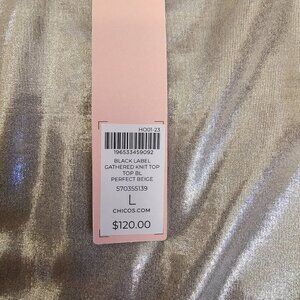 HO01-23
196533459092
BLACK LABEL
GATHERED KNIT TOP
TOP BL
PERFECT BEIGE
570355139
L
CHICOS.COM
$120.00